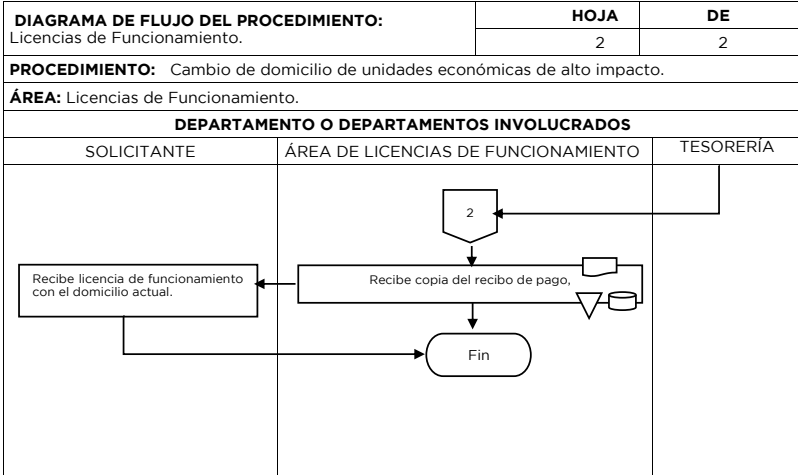 DIAGRAMA DE FLUJO DEL PROCEDIMIENTO:
Licencias de Funcionamiento.
HOJA DE
2 2
PROCEDIMIENTO: Cambio de domicilio de unidades económicas de alto impacto.
ÁREA: Licencias de Funcionamiento.
DEPARTAMENTO O DEPARTAMENTOS INVOLUCRADOS
SOLICITANTE ÁREA DE LICENCIAS DE FUNCIONAMIENTO TESORERÍA
2
Recibe licencia de funcionamiento
con el domicilio actual.
Recibe copia del recibo de pago,
Fin